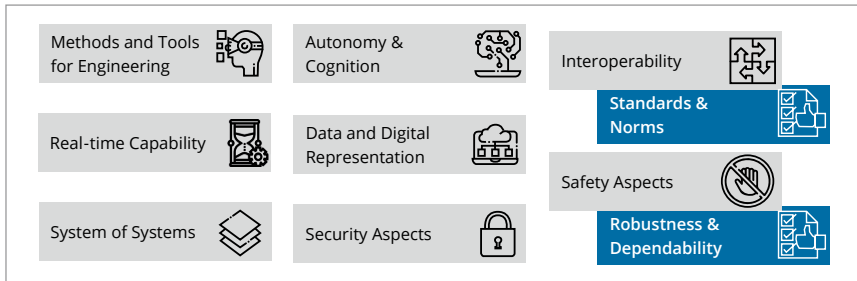 Methods and Tools
for Engineering
Autonomy &
Cognition
Interoperability
Standards &
Norms
Real-time Capability
Data and Digital
Representation
Safety Aspects
Robustness &
Dependability
System of Systems
Security Aspects